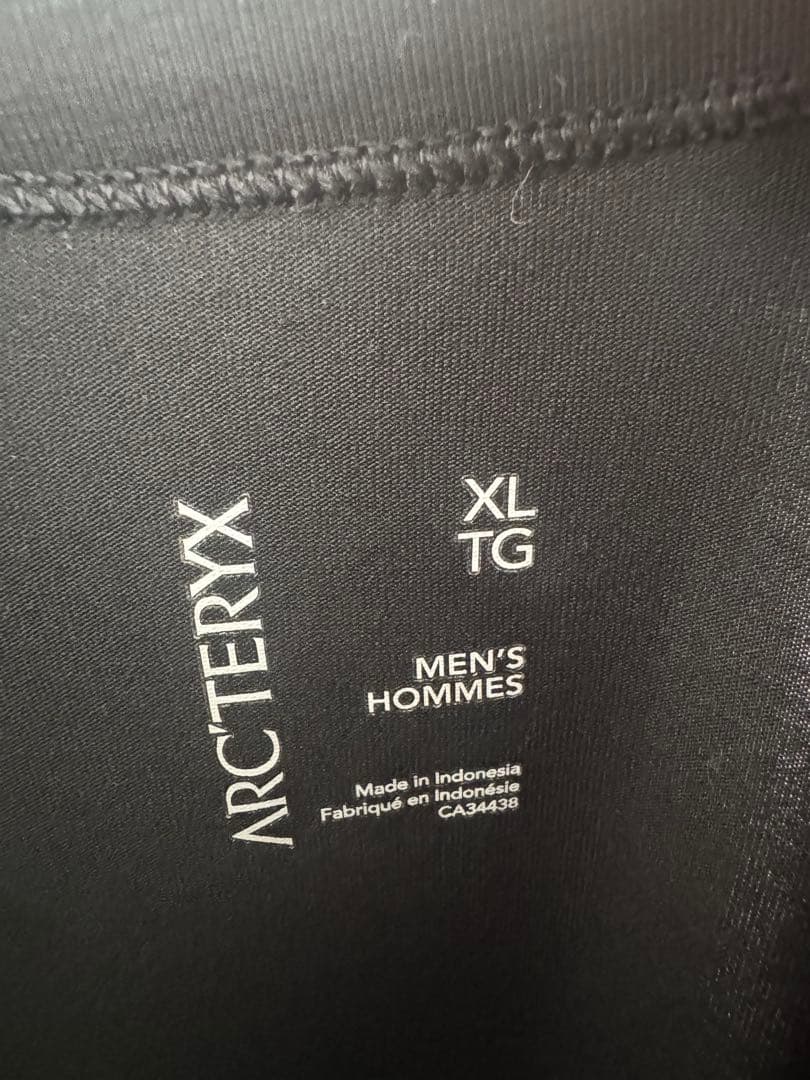 ARC'TERYX
XL
TG
MEN'S
HOMMES
Made in Indonesia
Fabriqué en Indonésie
CA34438